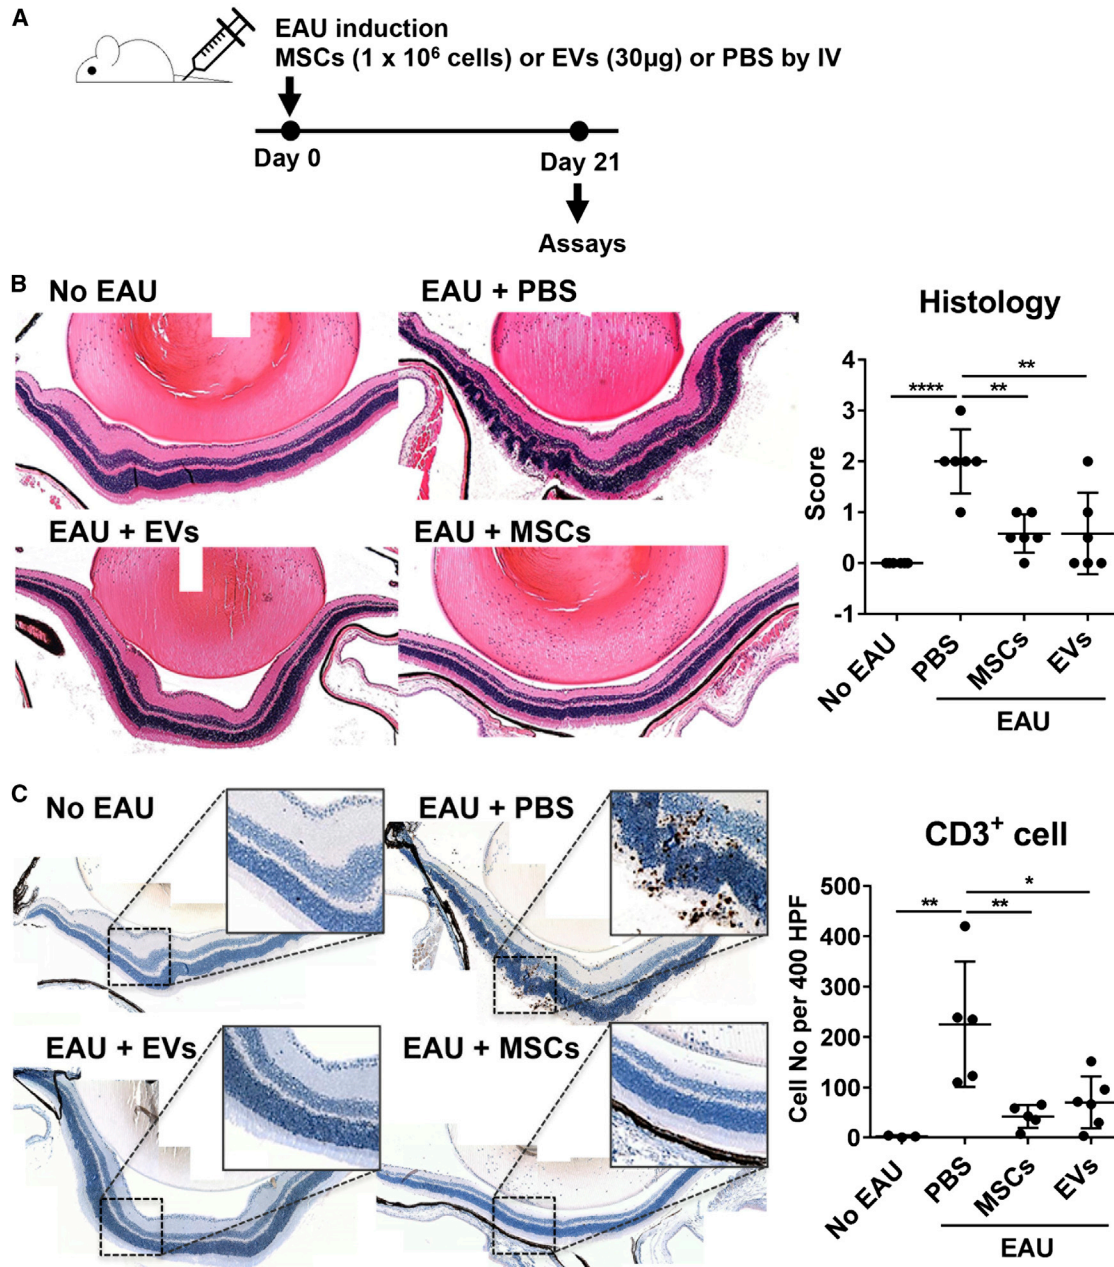 A
EAU induction
MSCs (1 x 10⁶ cells) or EVs (30μg) or PBS by IV
Day 0
Day 21
Assays
B
No EAU
EAU + PBS
EAU + EVs
EAU + MSCs
Histology
Score
4
3
2
1
0
-1
****
**
**
No EAU
PBS
MSCs
EVs
EAU
C
No EAU
EAU + PBS
EAU + EVs
EAU + MSCs
CD3⁺ cell
Cell No per 400 HPF
500
400
300
200
100
0
**
**
*
No EAU
PBS
MSCs
EVs
EAU